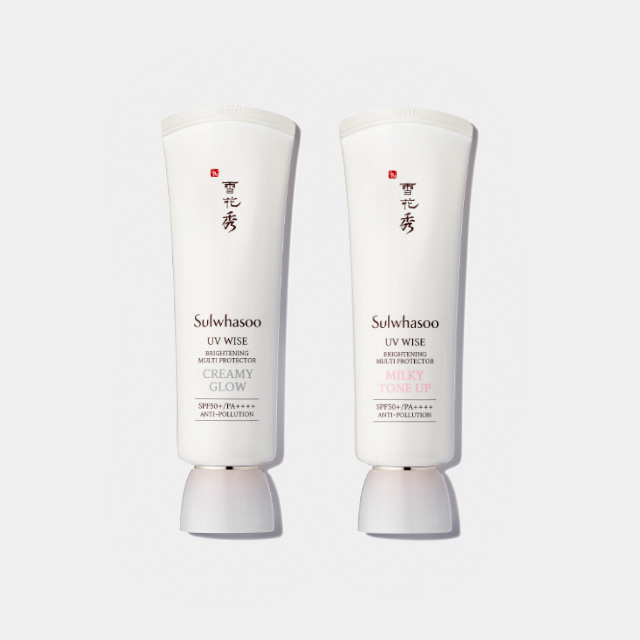 雪花秀
Sulwhasoo
UV WISE
BRIGHTENING
MULTI PROTECTOR
CREAMY
GLOW
SPF50+/PA++++
ANTI-POLLUTION
雪花秀
Sulwhasoo
UV WISE
BRIGHTENING
MULTI PROTECTOR
MILKY
TONE UP
SPF50+/PA++++
ANTI-POLLUTION